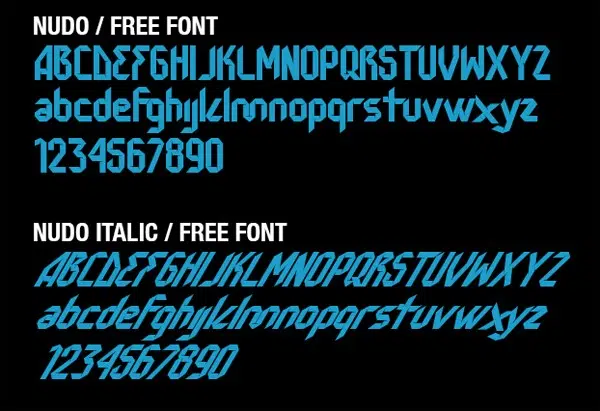 NUDO / FREE FONT
ABCDEFGHIJKLMNOPQRSTUVWXYZ
abcdefghijklmnopqrstuvwxyz
1234567890
NUDO ITALIC / FREE FONT
ABCDEFGHIJKLMNOPQRSTUVWXYZ
abcdefghijklmnopqrstuvwxyz
1234567890